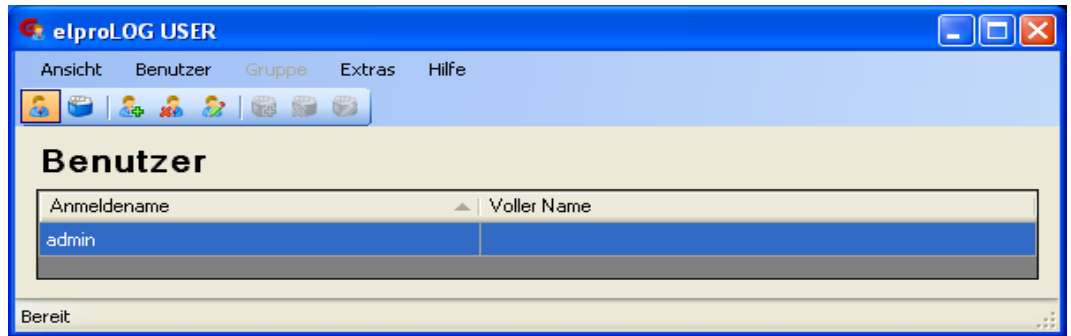 elproLOG USER
Ansicht Benutzer Gruppe Extras Hilfe
Benutzer
Anmeldename Voller Name
admin
Bereit